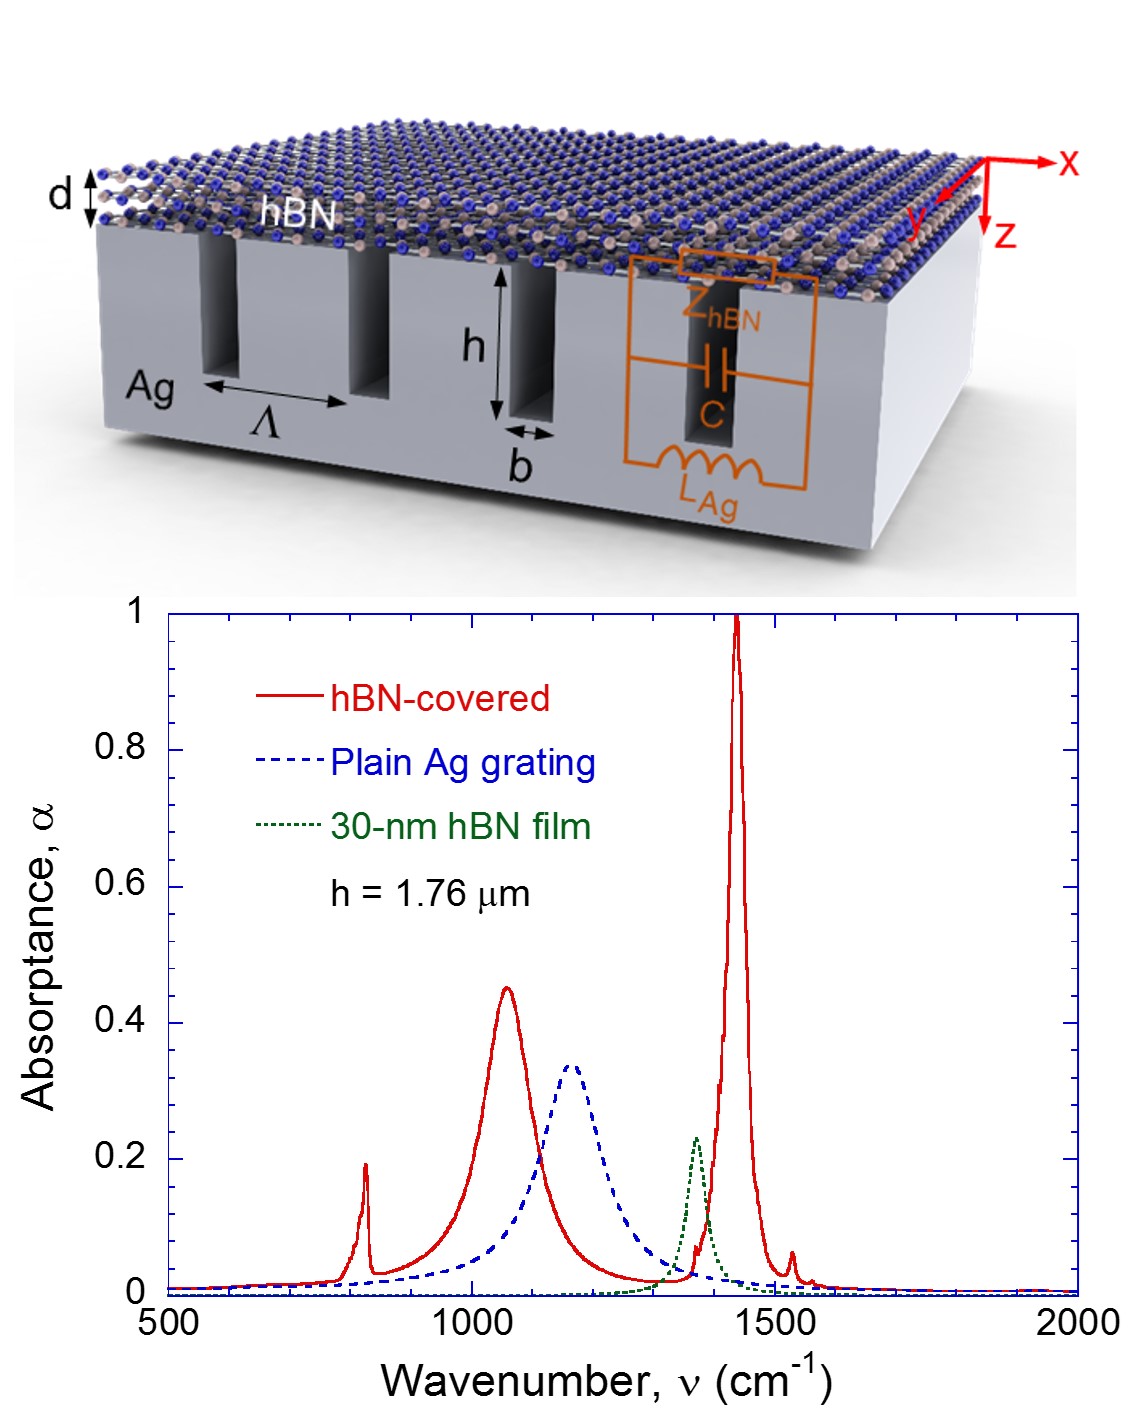 d
hBN
x
y
z
Z_hBN
h
C
Ag
Λ
b
L_Ag
1
0.8
0.6
0.4
0.2
0
hBN-covered
Plain Ag grating
30-nm hBN film
h = 1.76 μm
Absorptance, α
500
1000
1500
2000
Wavenumber, ν (cm⁻¹)